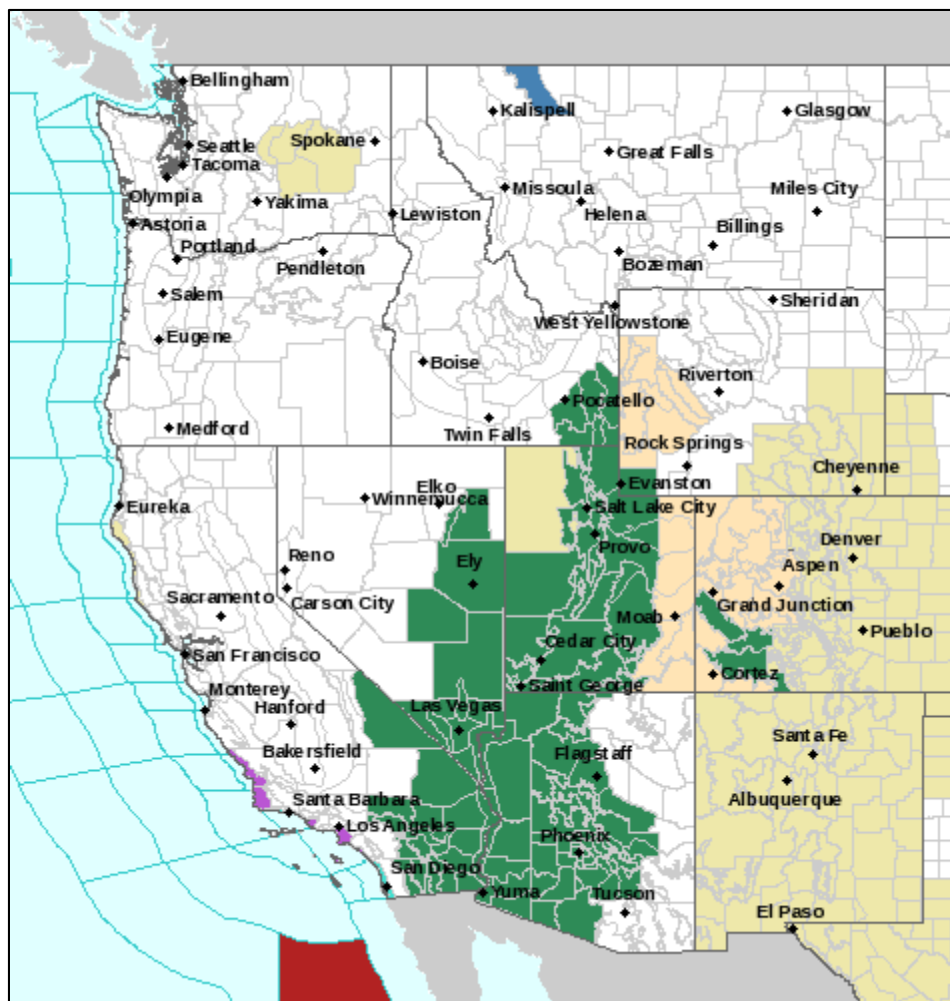 Bellingham
Kalispell
Glasgow
Seattle
Spokane
Great Falls
Tacoma
Missoula
Miles City
Olympia
Yakima
Lewiston
Helena
Astoria
Billings
Portland
Pendleton
Bozeman
Salem
Sheridan
West Yellowstone
Eugene
Boise
Riverton
Pocatello
Medford
Twin Falls
Rock Springs
Cheyenne
Elko
Evanston
Winnemucca
Eureka
Salt Lake City
Reno
Ely
Provo
Denver
Aspen
Sacramento
Carson City
Grand Junction
Moab
Pueblo
San Francisco
Cedar City
Cortez
Saint George
Monterey
Hanford
Las Vegas
Santa Fe
Bakersfield
Flagstaff
Albuquerque
Santa Barbara
Los Angeles
Phoenix
San Diego
Yuma
Tucson
El Paso